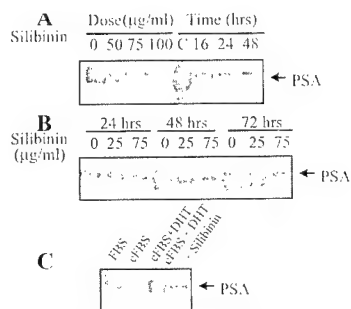 A
Dose(µg/ml) Time (hrs)
Silibinin 0 50 75 100 C 16 24 48
PSA
B
24 hrs 48 hrs 72 hrs
Silibinin 0 25 75 0 25 75 0 25 75
(µg/ml)
PSA
C
FBS
cFBS
cFBS+DHT
cFBS+DHT
+Silibinin
PSA